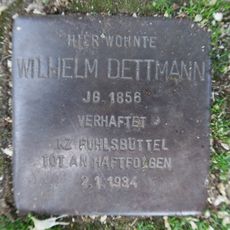 HIER WOHNTE
WILHELM DETTMANN
JG. 1856
VERHAFTET
KZ FUHLSBÜTTEL
TOT AN HAFTFOLGEN
2.1.1934